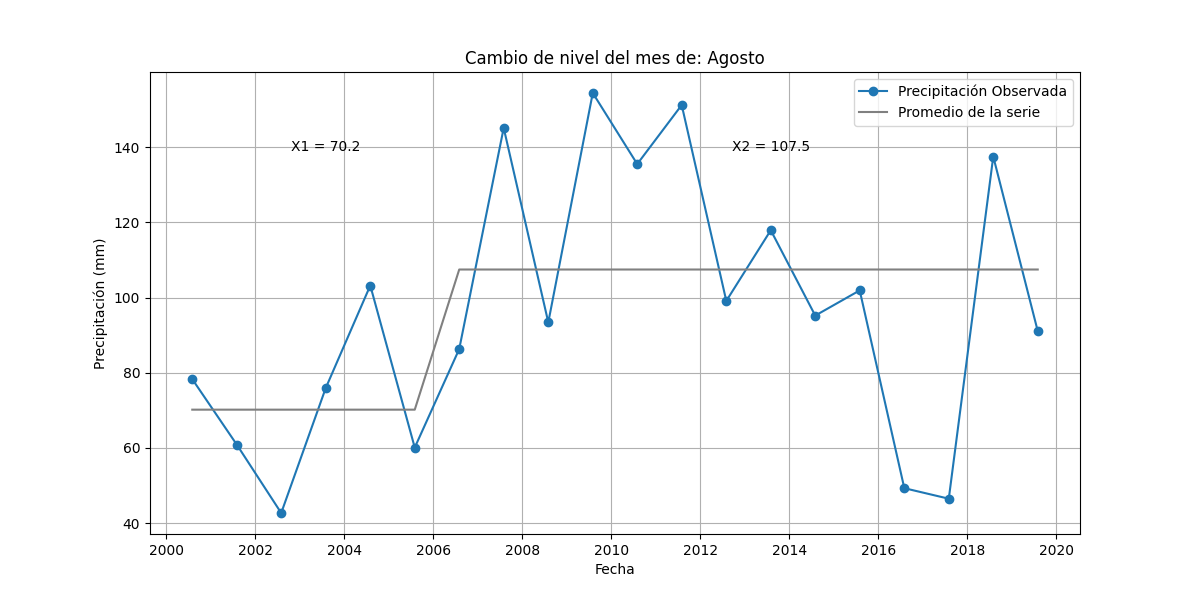 Cambio de nivel del mes de: Agosto
Precipitación Observada
Promedio de la serie
X1 = 70.2
X2 = 107.5
Precipitación (mm)
140
120
100
80
60
40
2000 2002 2004 2006 2008 2010 2012 2014 2016 2018 2020
Fecha